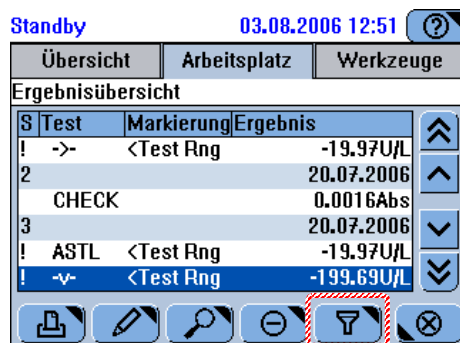 Standby 03.08.2006 12:51
Übersicht Arbeitsplatz Werkzeuge
Ergebnisübersicht
S Test Markierung Ergebnis
! ->- <Test Rng -19.97U/L
2 20.07.2006
CHECK 0.0016Abs
3 20.07.2006
! ASTL <Test Rng -19.97U/L
! -v- <Test Rng -199.69U/L